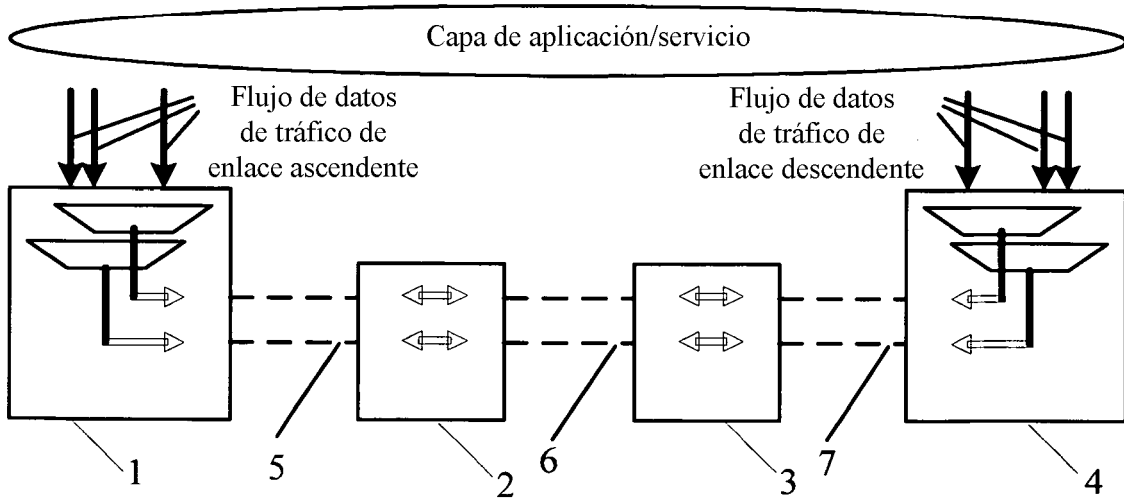 Capa de aplicación/servicio
Flujo de datos
de tráfico de
enlace ascendente
Flujo de datos
de tráfico de
enlace descendente
1
5
2
6
3
7
4